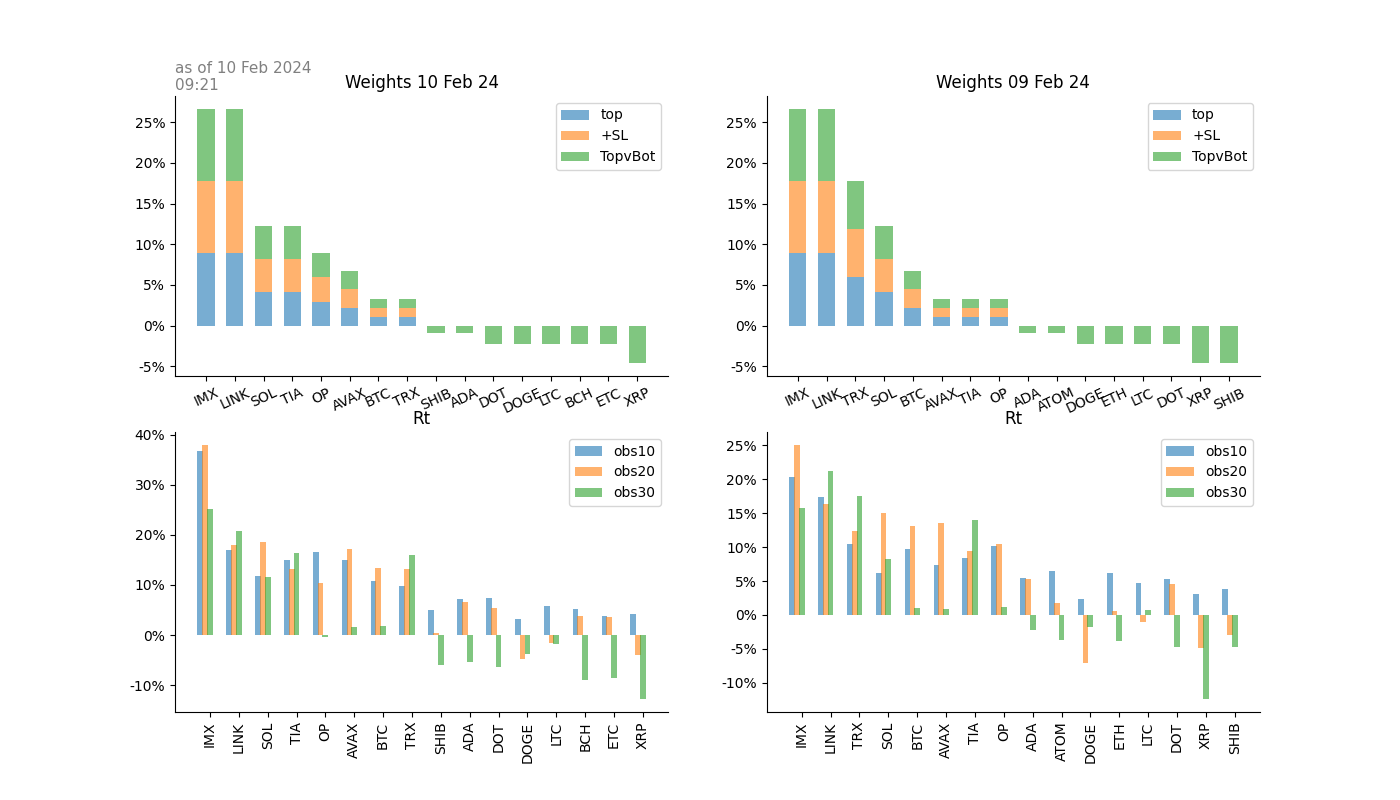 as of 10 Feb 2024
09:21
Weights 10 Feb 24
25%
20%
15%
10%
5%
0%
-5%
top
+SL
TopvBot
IMX LINK SOL TIA OP AVAX BTC TRX SHIB ADA DOT DOGE LTC BCH ETC XRP
Weights 09 Feb 24
25%
20%
15%
10%
5%
0%
-5%
top
+SL
TopvBot
IMX LINK TRX SOL BTC AVAX TIA OP ADA ATOM DOGE ETH LTC DOT XRP SHIB
Rt
40%
30%
20%
10%
0%
-10%
obs10
obs20
obs30
IMX LINK SOL TIA OP AVAX BTC TRX SHIB ADA DOT DOGE LTC BCH ETC XRP
Rt
25%
20%
15%
10%
5%
0%
-5%
-10%
obs10
obs20
obs30
IMX LINK TRX SOL BTC AVAX TIA OP ADA ATOM DOGE ETH LTC DOT XRP SHIB